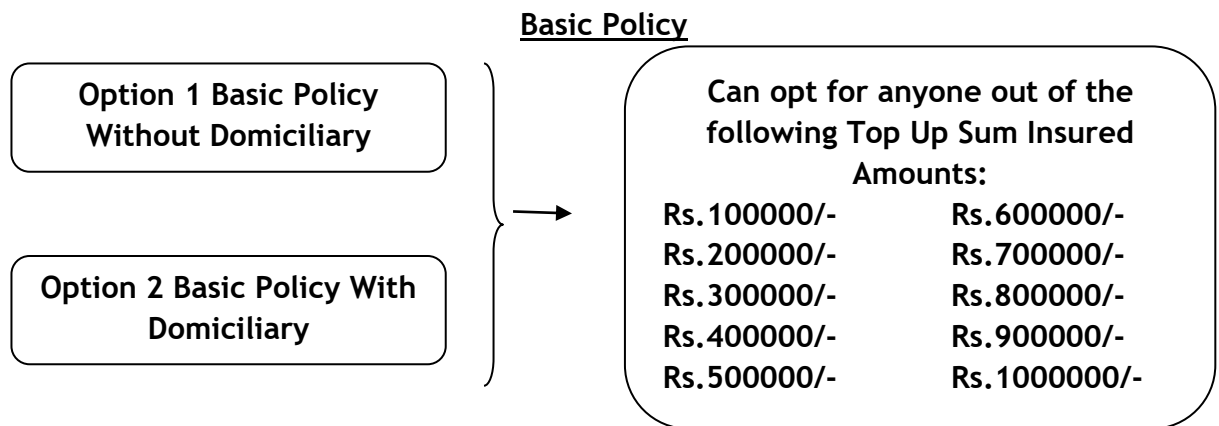 Basic Policy
Option 1 Basic Policy
Without Domiciliary
Option 2 Basic Policy With
Domiciliary
Can opt for anyone out of the
following Top Up Sum Insured
Amounts:
Rs.100000/- Rs.600000/-
Rs.200000/- Rs.700000/-
Rs.300000/- Rs.800000/-
Rs.400000/- Rs.900000/-
Rs.500000/- Rs.1000000/-